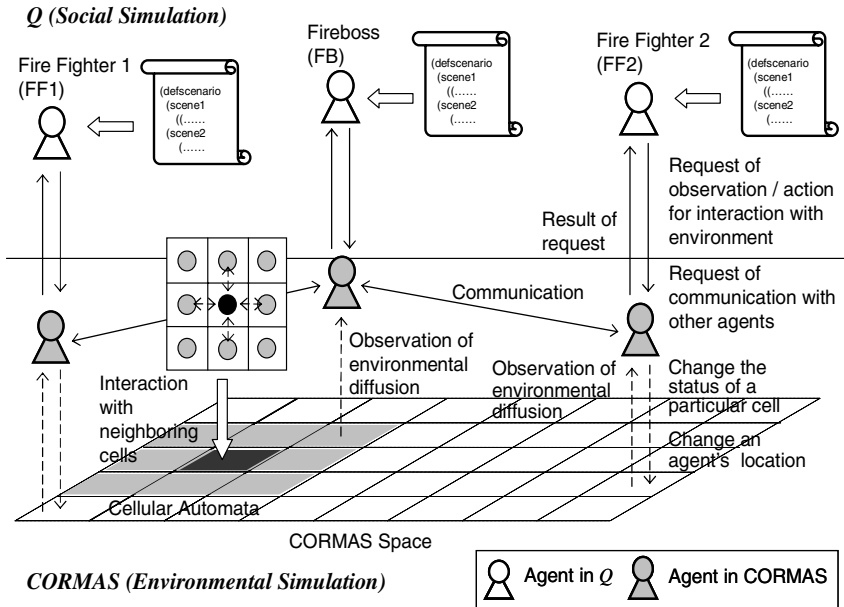 Q (Social Simulation)
Fire Fighter 1
(FF1)
(defscenario
(scene1
((......
(scene2
(......
Fireboss
(FB)
(defscenario
(scene1
((......
(scene2
(......
Fire Fighter 2
(FF2)
(defscenario
(scene1
((......
(scene2
(......
Result of
request
Request of
observation / action
for interaction with
environment
Communication
Request of
communication with
other agents
Interaction
with
neighboring
cells
Observation of
environmental
diffusion
Observation of
environmental
diffusion
Change the
status of a
particular cell
Change an
agent's location
Cellular Automata
CORMAS Space
CORMAS (Environmental Simulation)
Agent in Q
Agent in CORMAS